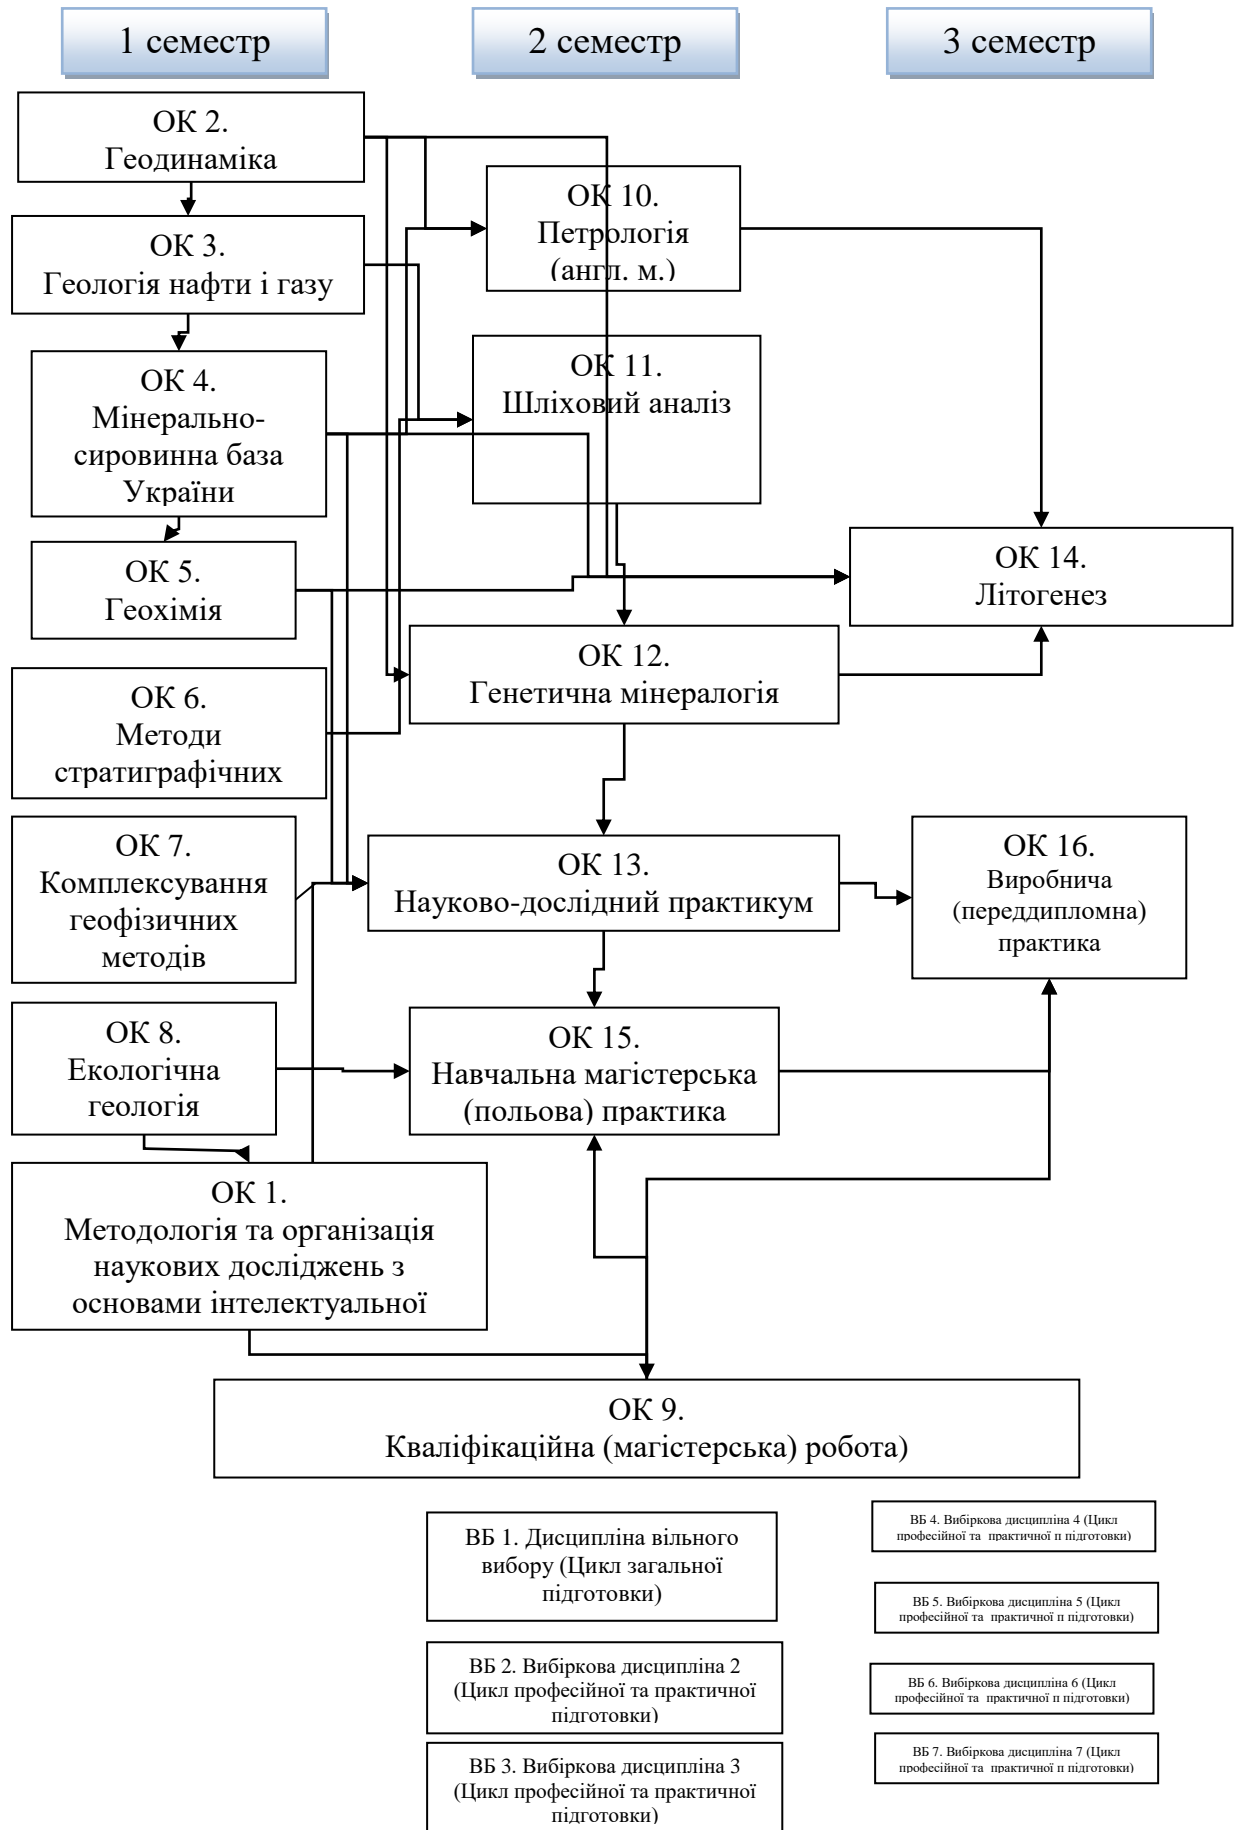 1 семестр
2 семестр
3 семестр
ОК 2.
Геодинаміка
ОК 3.
Геологія нафти і газу
ОК 4.
Мінерально-
сировинна база
України
ОК 5.
Геохімія
ОК 6.
Методи
стратиграфічних
ОК 7.
Комплексування
геофізичних
методів
ОК 8.
Екологічна
геологія
ОК 1.
Методологія та організація
наукових досліджень з
основами інтелектуальної
ОК 10.
Петрологія
(англ. м.)
ОК 11.
Шліховий аналіз
ОК 12.
Генетична мінералогія
ОК 13.
Науково-дослідний практикум
ОК 15.
Навчальна магістерська
(польова) практика
ОК 14.
Літогенез
ОК 16.
Виробнича
(переддипломна)
практика
ОК 9.
Кваліфікаційна (магістерська) робота)
ВБ 1. Дисципліна вільного
вибору (Цикл загальної
підготовки)
ВБ 2. Вибіркова дисципліна 2
(Цикл професійної та практичної
підготовки)
ВБ 3. Вибіркова дисципліна 3
(Цикл професійної та практичної
підготовки)
ВБ 4. Вибіркова дисципліна 4 (Цикл
професійної та практичної п підготовки)
ВБ 5. Вибіркова дисципліна 5 (Цикл
професійної та практичної п підготовки)
ВБ 6. Вибіркова дисципліна 6 (Цикл
професійної та практичної п підготовки)
ВБ 7. Вибіркова дисципліна 7 (Цикл
професійної та практичної п підготовки)